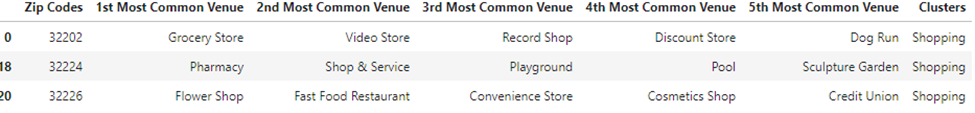 Zip Codes 1st Most Common Venue 2nd Most Common Venue 3rd Most Common Venue 4th Most Common Venue 5th Most Common Venue Clusters
0 32202 Grocery Store Video Store Record Shop Discount Store Dog Run Shopping
18 32224 Pharmacy Shop & Service Playground Pool Sculpture Garden Shopping
20 32226 Flower Shop Fast Food Restaurant Convenience Store Cosmetics Shop Credit Union Shopping